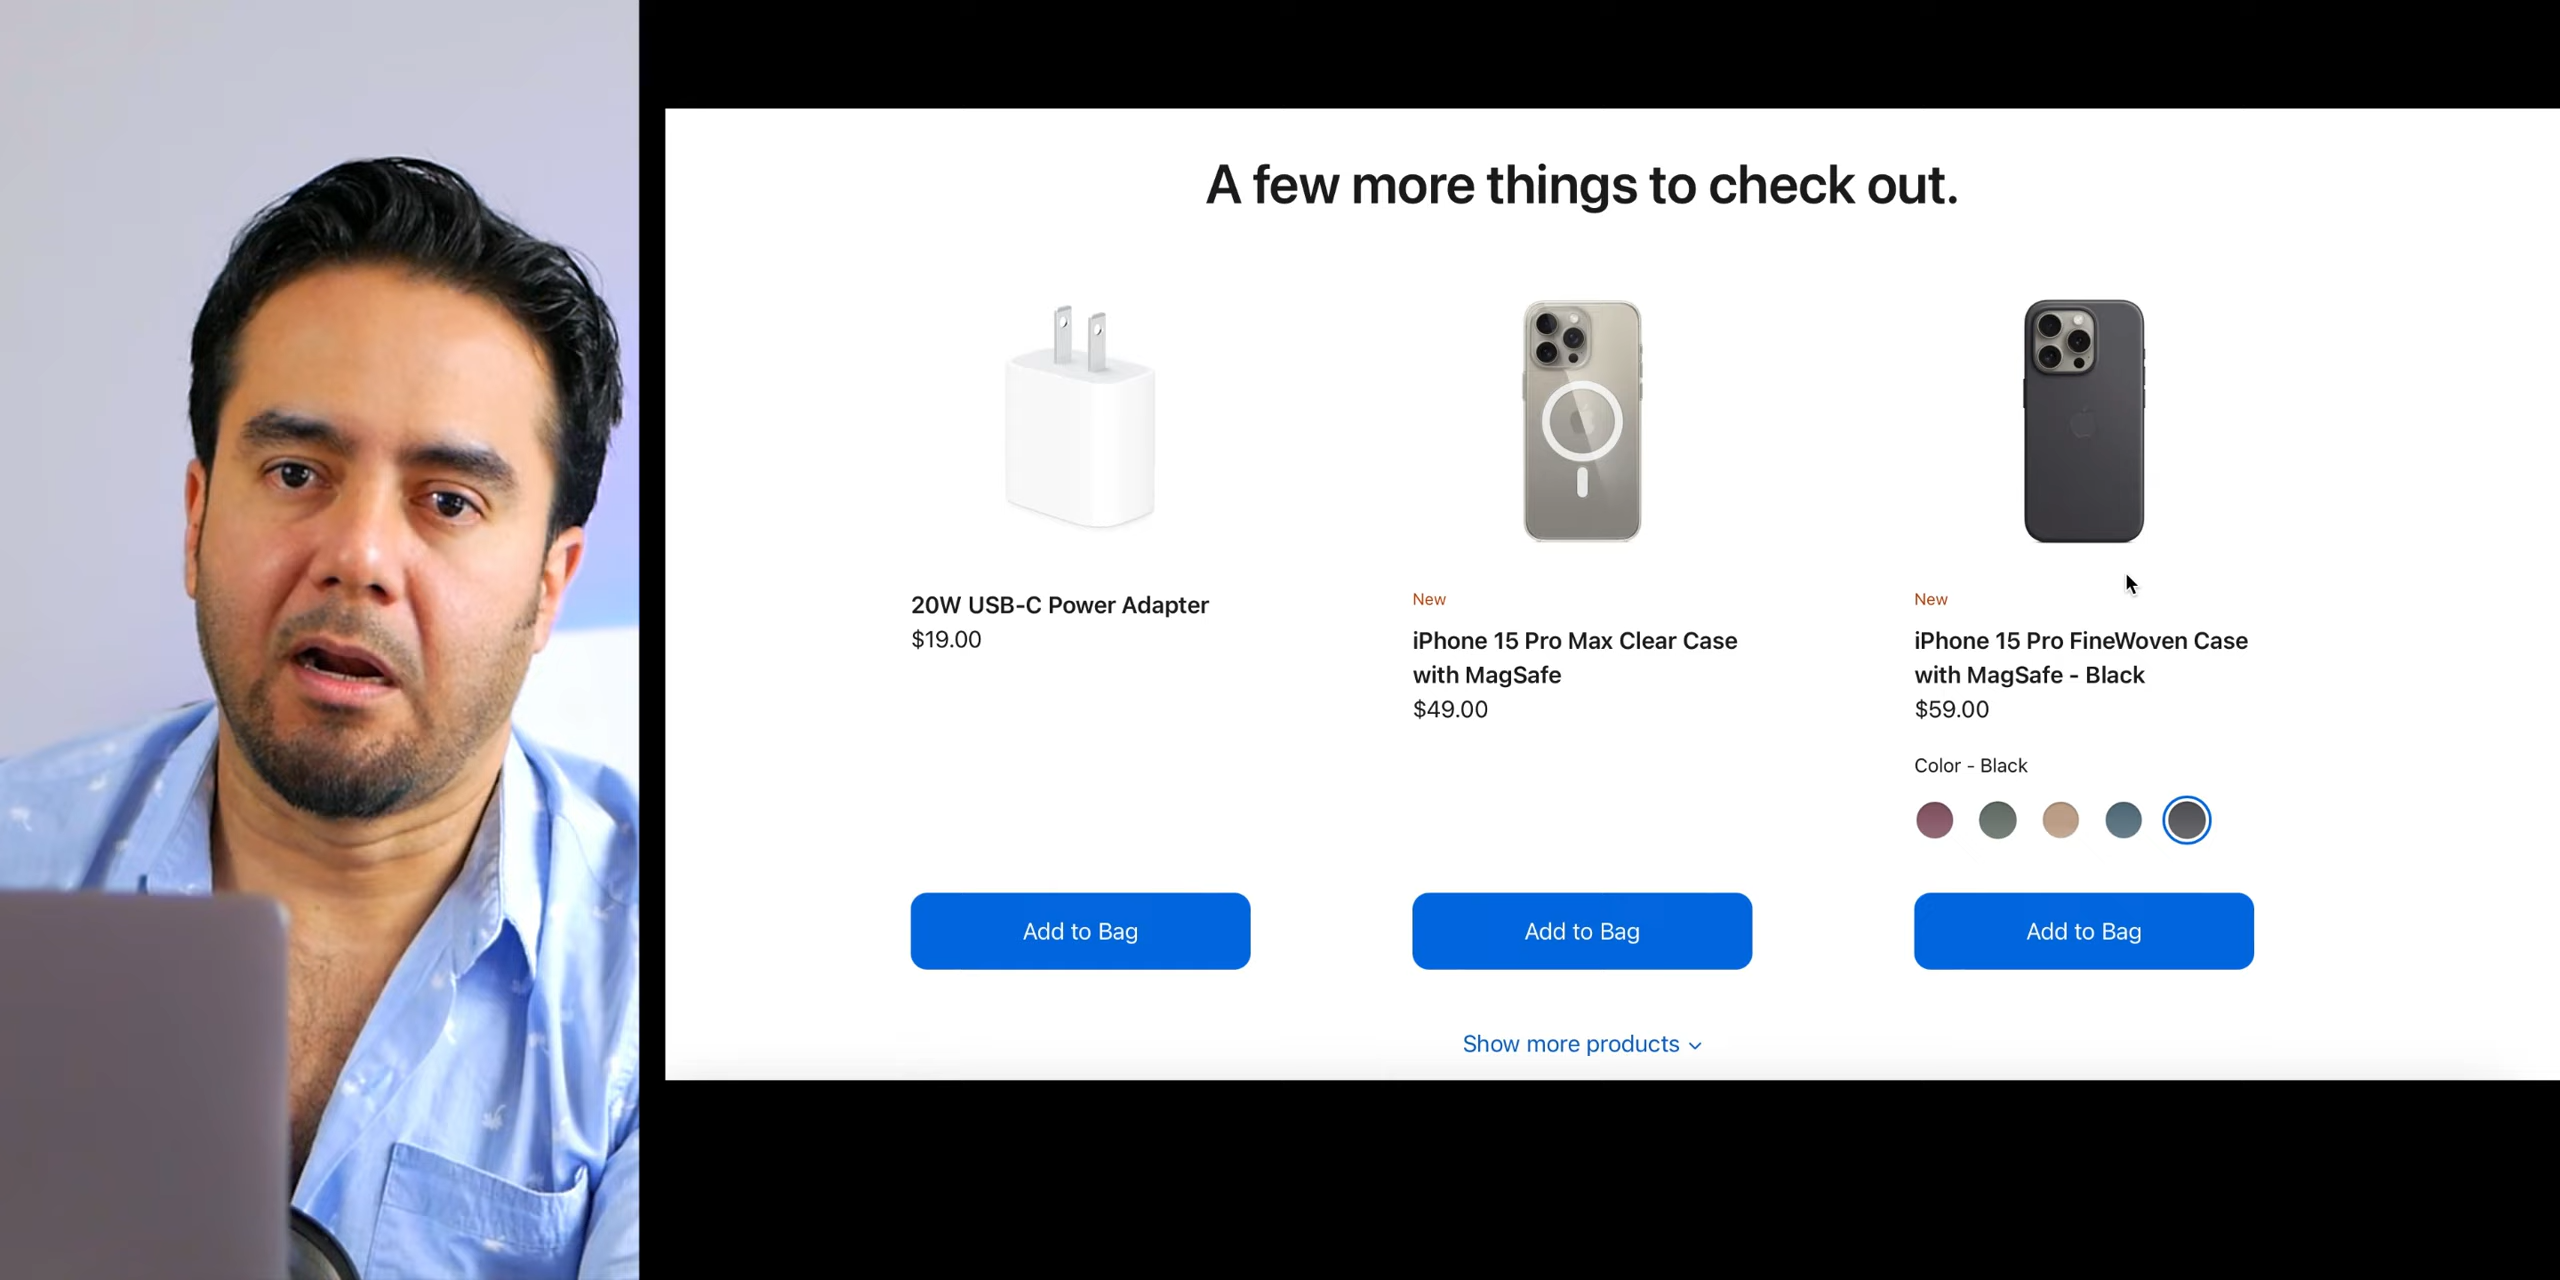 A few more things to check out.
20W USB-C Power Adapter
$19.00
New
iPhone 15 Pro Max Clear Case
with MagSafe
$49.00
New
iPhone 15 Pro FineWoven Case
with MagSafe - Black
$59.00
Color - Black
Add to Bag
Add to Bag
Add to Bag
Show more products